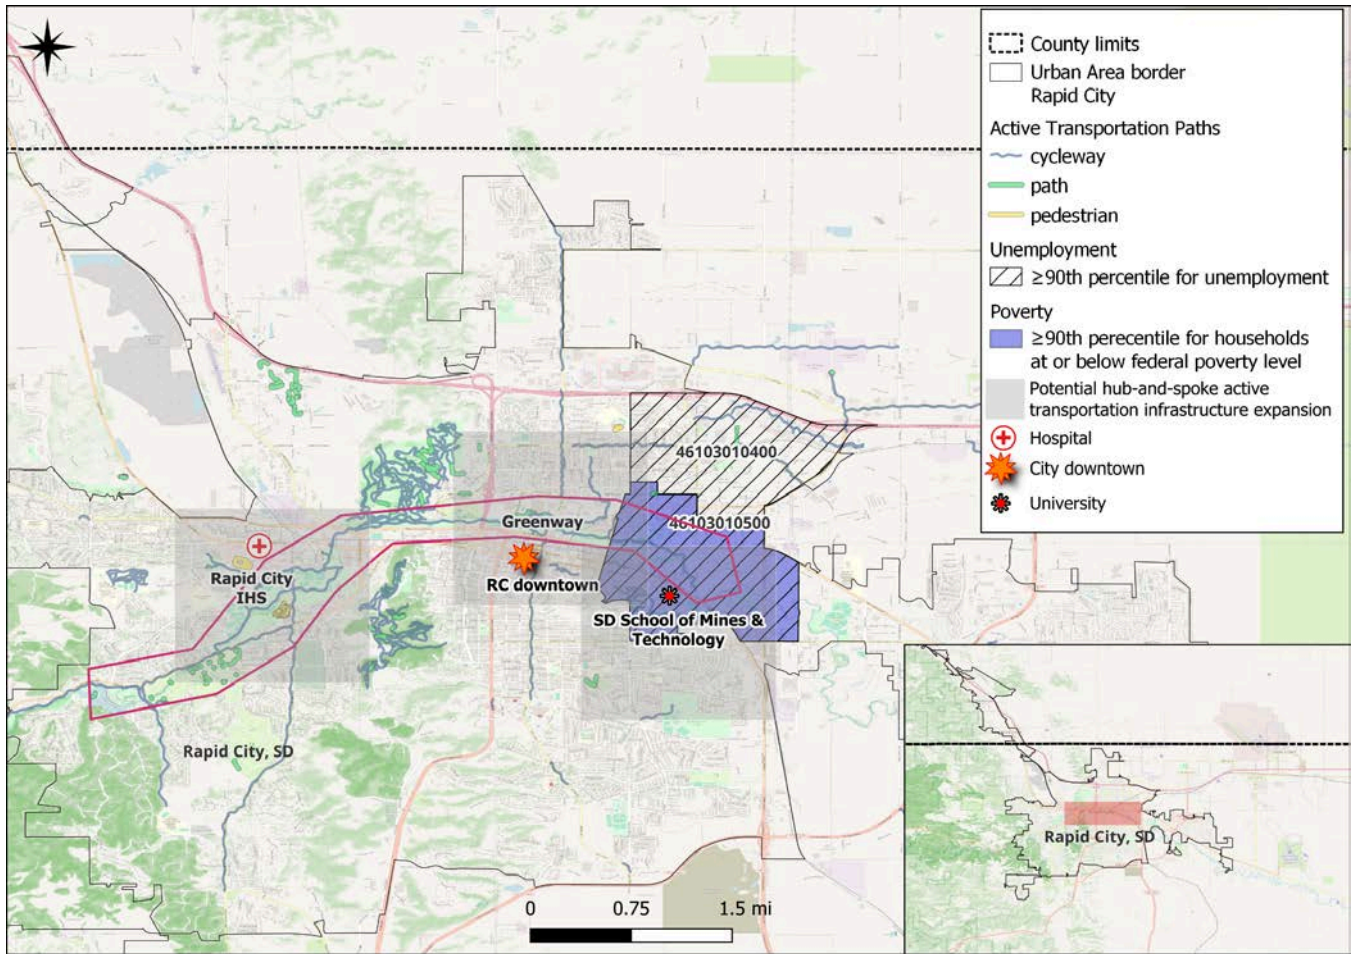 County limits
Urban Area border
Rapid City
Active Transportation Paths
cycleway
path
pedestrian
Unemployment
≥90th percentile for unemployment
Poverty
≥90th perecentile for households
at or below federal poverty level
Potential hub-and-spoke active
transportation infrastructure expansion
Hospital
City downtown
University
46103010400
46103010500
Greenway
RC downtown
Rapid City
IHS
SD School of Mines &
Technology
Rapid City, SD
0 0.75 1.5 mi
Rapid City, SD